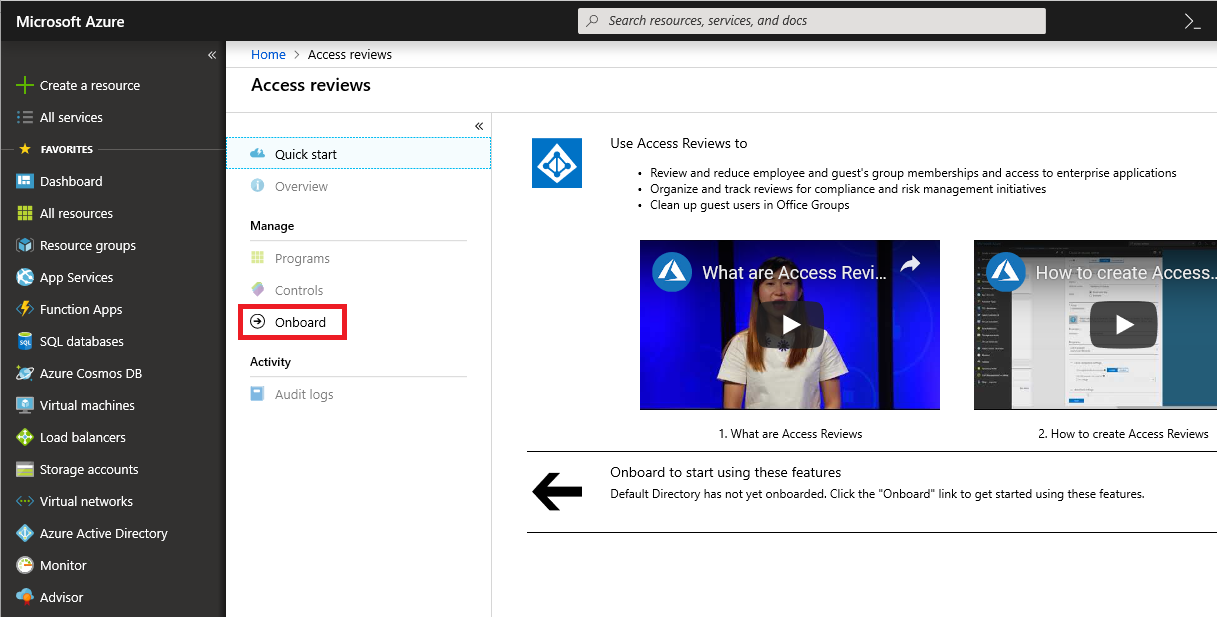 Microsoft Azure
Search resources, services, and docs
Home > Access reviews
Access reviews
Create a resource
All services
FAVORITES
Dashboard
All resources
Resource groups
App Services
Function Apps
SQL databases
Azure Cosmos DB
Virtual machines
Load balancers
Storage accounts
Virtual networks
Azure Active Directory
Monitor
Advisor
Quick start
Overview
Manage
Programs
Controls
Onboard
Activity
Audit logs
Use Access Reviews to
• Review and reduce employee and guest's group memberships and access to enterprise applications
• Organize and track reviews for compliance and risk management initiatives
• Clean up guest users in Office Groups
What are Access Revi...
How to create Access...
1. What are Access Reviews
2. How to create Access Reviews
Onboard to start using these features
Default Directory has not yet onboarded. Click the "Onboard" link to get started using these features.